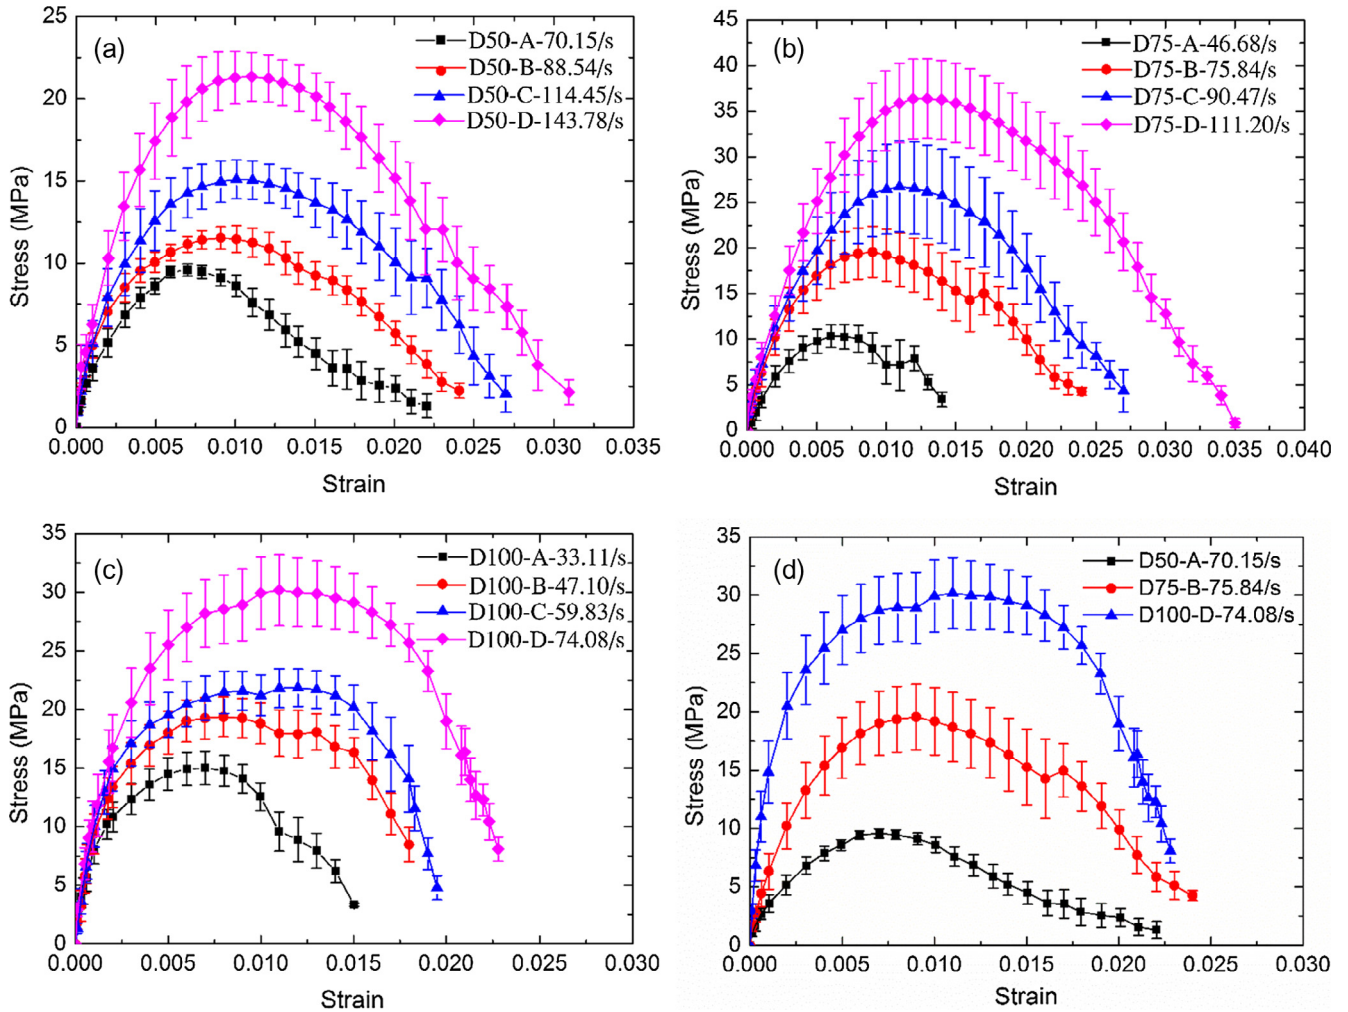 (a)
D50-A-70.15/s
D50-B-88.54/s
D50-C-114.45/s
D50-D-143.78/s
25
20
15
10
5
0
Stress (MPa)
0.000 0.005 0.010 0.015 0.020 0.025 0.030 0.035
Strain
(b)
D75-A-46.68/s
D75-B-75.84/s
D75-C-90.47/s
D75-D-111.20/s
45
40
35
30
25
20
15
10
5
0
Stress (MPa)
0.000 0.005 0.010 0.015 0.020 0.025 0.030 0.035 0.040
Strain
(c)
D100-A-33.11/s
D100-B-47.10/s
D100-C-59.83/s
D100-D-74.08/s
35
30
25
20
15
10
5
0
Stress (MPa)
0.000 0.005 0.010 0.015 0.020 0.025 0.030
Strain
(d)
D50-A-70.15/s
D75-B-75.84/s
D100-D-74.08/s
35
30
25
20
15
10
5
0
Stress (MPa)
0.000 0.005 0.010 0.015 0.020 0.025 0.030
Strain